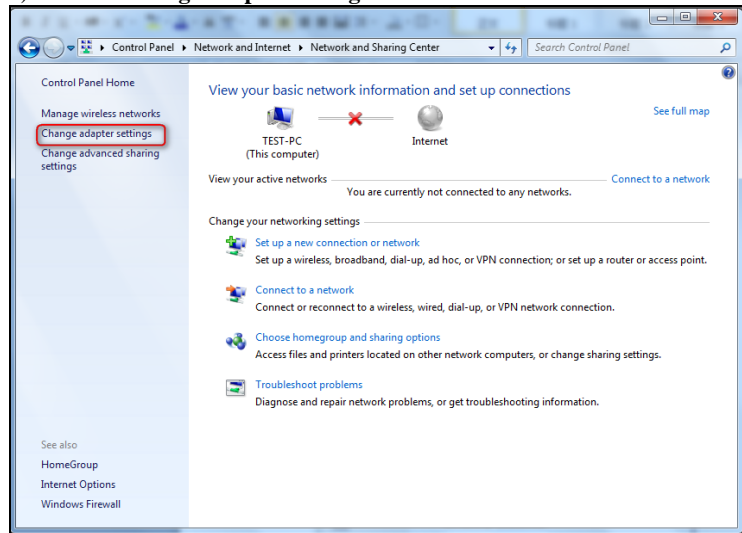 Control Panel Network and Internet Network and Sharing Center
Search Control Panel
Control Panel Home
Manage wireless networks
Change adapter settings
Change advanced sharing
settings
See also
HomeGroup
Internet Options
Windows Firewall
View your basic network information and set up connections
See full map
TEST-PC
(This computer)
Internet
View your active networks
Connect to a network
You are currently not connected to any networks.
Change your networking settings
Set up a new connection or network
Set up a wireless, broadband, dial-up, ad hoc, or VPN connection; or set up a router or access point.
Connect to a network
Connect or reconnect to a wireless, wired, dial-up, or VPN network connection.
Choose homegroup and sharing options
Access files and printers located on other network computers, or change sharing settings.
Troubleshoot problems
Diagnose and repair network problems, or get troubleshooting information.